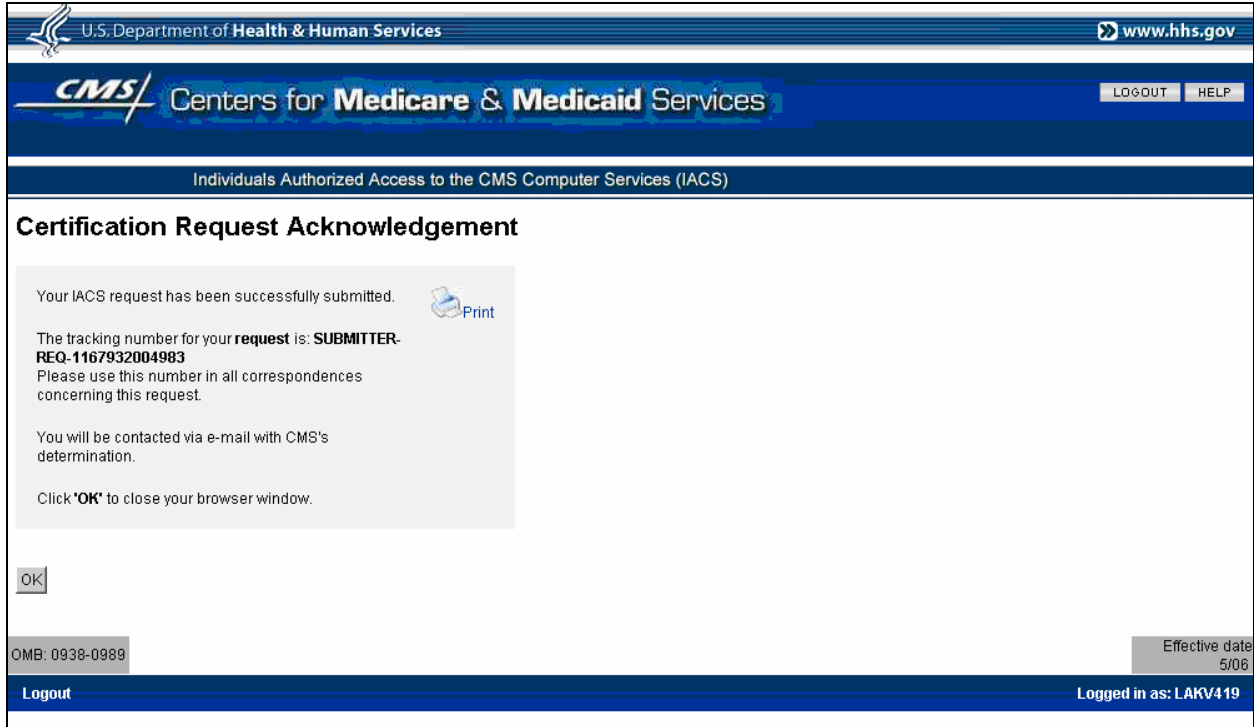 U.S. Department of Health & Human Services
www.hhs.gov
CMS Centers for Medicare & Medicaid Services
LOGOUT HELP
Individuals Authorized Access to the CMS Computer Services (IACS)
Certification Request Acknowledgement
Your IACS request has been successfully submitted.
Print
The tracking number for your request is: SUBMITTER-
REQ-1167932004983
Please use this number in all correspondences
concerning this request.
You will be contacted via e-mail with CMS's
determination.
Click 'OK' to close your browser window.
OK
OMB: 0938-0989
Effective date
5/06
Logout
Logged in as: LAKV419